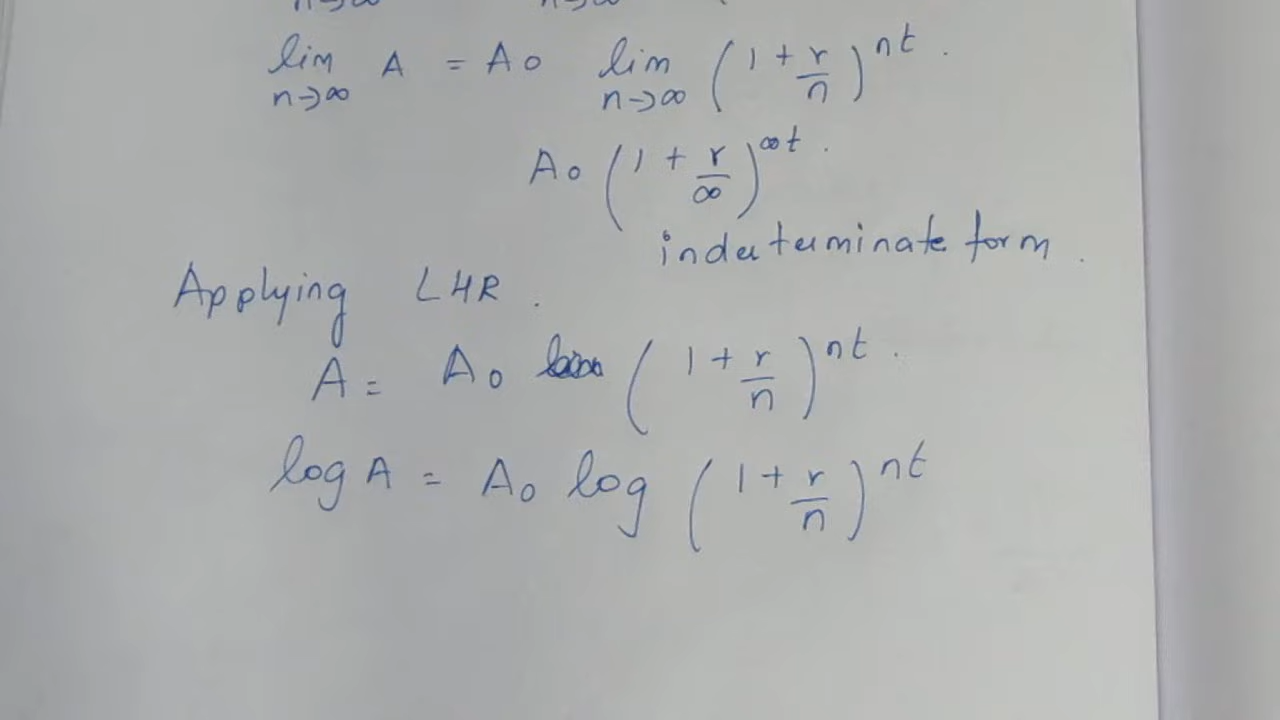 n→∞ n→∞
lim n→∞ A = A₀ lim n→∞ (1 + r/n)^nt .
A₀ (1 + r/∞)^∞t .
indeterminate form .
Applying LHR .
A = A₀ (1 + r/n)^nt .
log A = A₀ log (1 + r/n)^nt